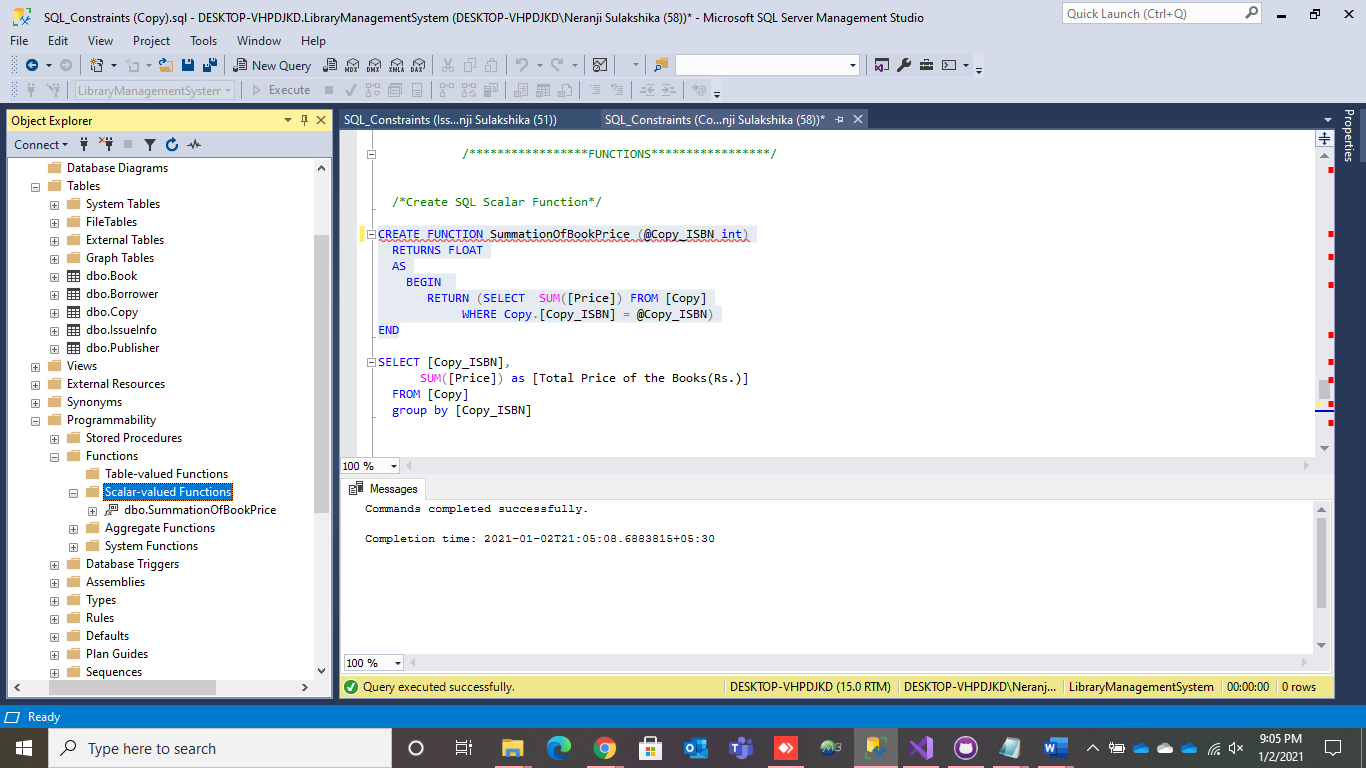 SQL_Constraints (Copy).sql - DESKTOP-VHPDJKD.LibraryManagementSystem (DESKTOP-VHPDJKD\Neranji Sulakshika (58))* - Microsoft SQL Server Management Studio
Quick Launch (Ctrl+Q)
File Edit View Project Tools Window Help
New Query
MDX DMX XMLA DAX
LibraryManagementSystem
Execute
Object Explorer
Connect
Database Diagrams
Tables
System Tables
FileTables
External Tables
Graph Tables
dbo.Book
dbo.Borrower
dbo.Copy
dbo.IssueInfo
dbo.Publisher
Views
External Resources
Synonyms
Programmability
Stored Procedures
Functions
Table-valued Functions
Scalar-valued Functions
dbo.SummationOfBookPrice
Aggregate Functions
System Functions
Database Triggers
Assemblies
Types
Rules
Defaults
Plan Guides
Sequences
SQL_Constraints (Iss...nji Sulakshika (51))
SQL_Constraints (Co...nji Sulakshika (58))*
Properties
/*****************FUNCTIONS*****************/
/*Create SQL Scalar Function*/
CREATE FUNCTION SummationOfBookPrice (@Copy_ISBN int)
RETURNS FLOAT
AS
BEGIN
RETURN (SELECT SUM([Price]) FROM [Copy]
WHERE Copy.[Copy_ISBN] = @Copy_ISBN)
END
SELECT [Copy_ISBN],
SUM([Price]) as [Total Price of the Books(Rs.)]
FROM [Copy]
group by [Copy_ISBN]
100 %
Messages
Commands completed successfully.
Completion time: 2021-01-02T21:05:08.6883815+05:30
100 %
Query executed successfully.
DESKTOP-VHPDJKD (15.0 RTM)
DESKTOP-VHPDJKD\Neranj...
LibraryManagementSystem
00:00:00
0 rows
Ready
Type here to search
9:05 PM
1/2/2021